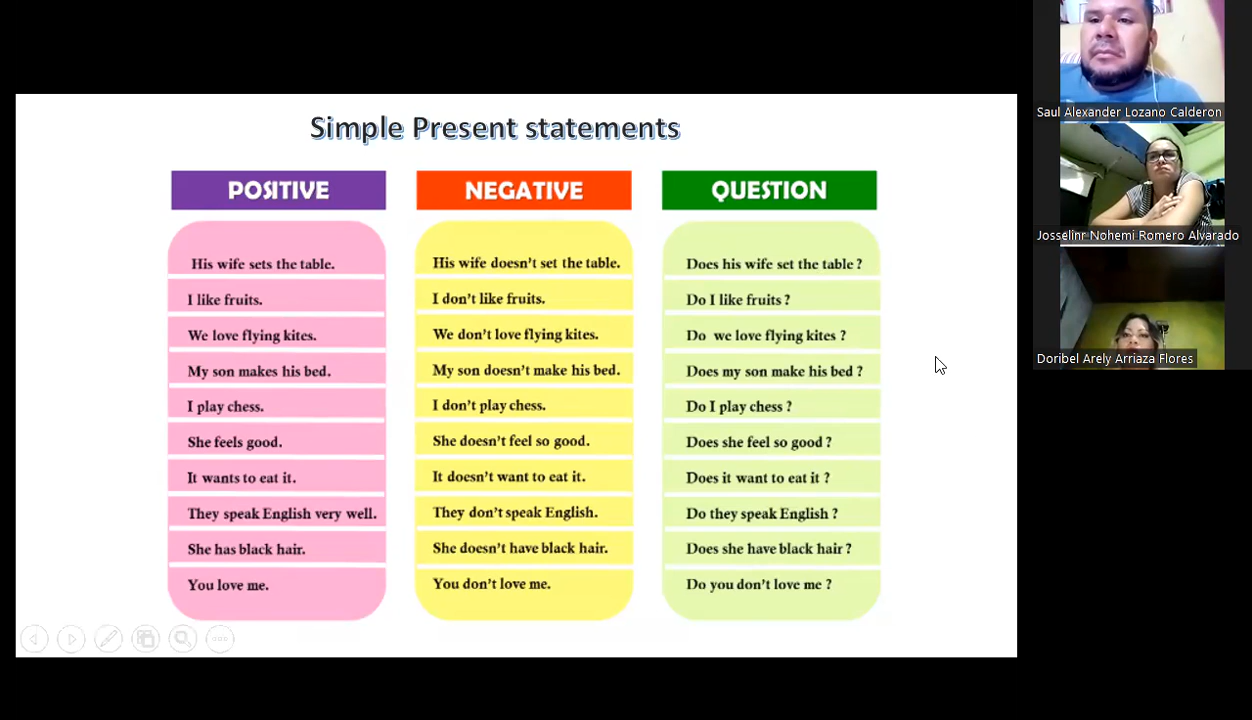 Simple Present statements
POSITIVE
His wife sets the table.
I like fruits.
We love flying kites.
My son makes his bed.
I play chess.
She feels good.
It wants to eat it.
They speak English very well.
She has black hair.
You love me.
NEGATIVE
His wife doesn't set the table.
I don't like fruits.
We don't love flying kites.
My son doesn't make his bed.
I don't play chess.
She doesn't feel so good.
It doesn't want to eat it.
They don't speak English.
She doesn't have black hair.
You don't love me.
QUESTION
Does his wife set the table ?
Do I like fruits ?
Do we love flying kites ?
Does my son make his bed ?
Do I play chess ?
Does she feel so good ?
Does it want to eat it ?
Do they speak English ?
Does she have black hair ?
Do you don't love me ?
Saul Alexander Lozano Calderon
Josselinr Nohemi Romero Alvarado
Doribel Arely Arriaza Flores